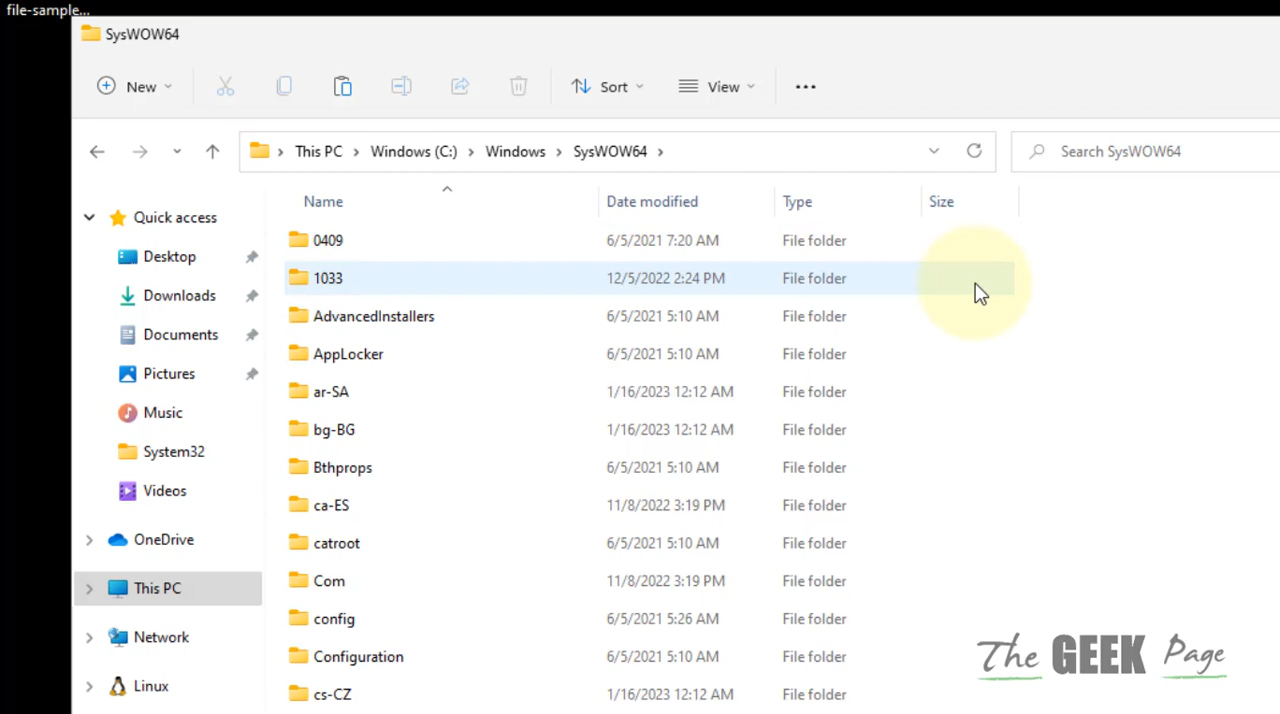 file-sample...
SysWOW64
New
Sort
View
This PC > Windows (C:) > Windows > SysWOW64 >
Search SysWOW64
Name Date modified Type Size
Quick access
Desktop
Downloads
Documents
Pictures
Music
System32
Videos
OneDrive
This PC
Network
Linux
0409 6/5/2021 7:20 AM File folder
1033 12/5/2022 2:24 PM File folder
AdvancedInstallers 6/5/2021 5:10 AM File folder
AppLocker 6/5/2021 5:10 AM File folder
ar-SA 1/16/2023 12:12 AM File folder
bg-BG 1/16/2023 12:12 AM File folder
Bthprops 6/5/2021 5:10 AM File folder
ca-ES 11/8/2022 3:19 PM File folder
catroot 6/5/2021 5:10 AM File folder
Com 11/8/2022 3:19 PM File folder
config 6/5/2021 5:26 AM File folder
Configuration 6/5/2021 5:10 AM File folder
cs-CZ 1/16/2023 12:12 AM File folder
The GEEK Page